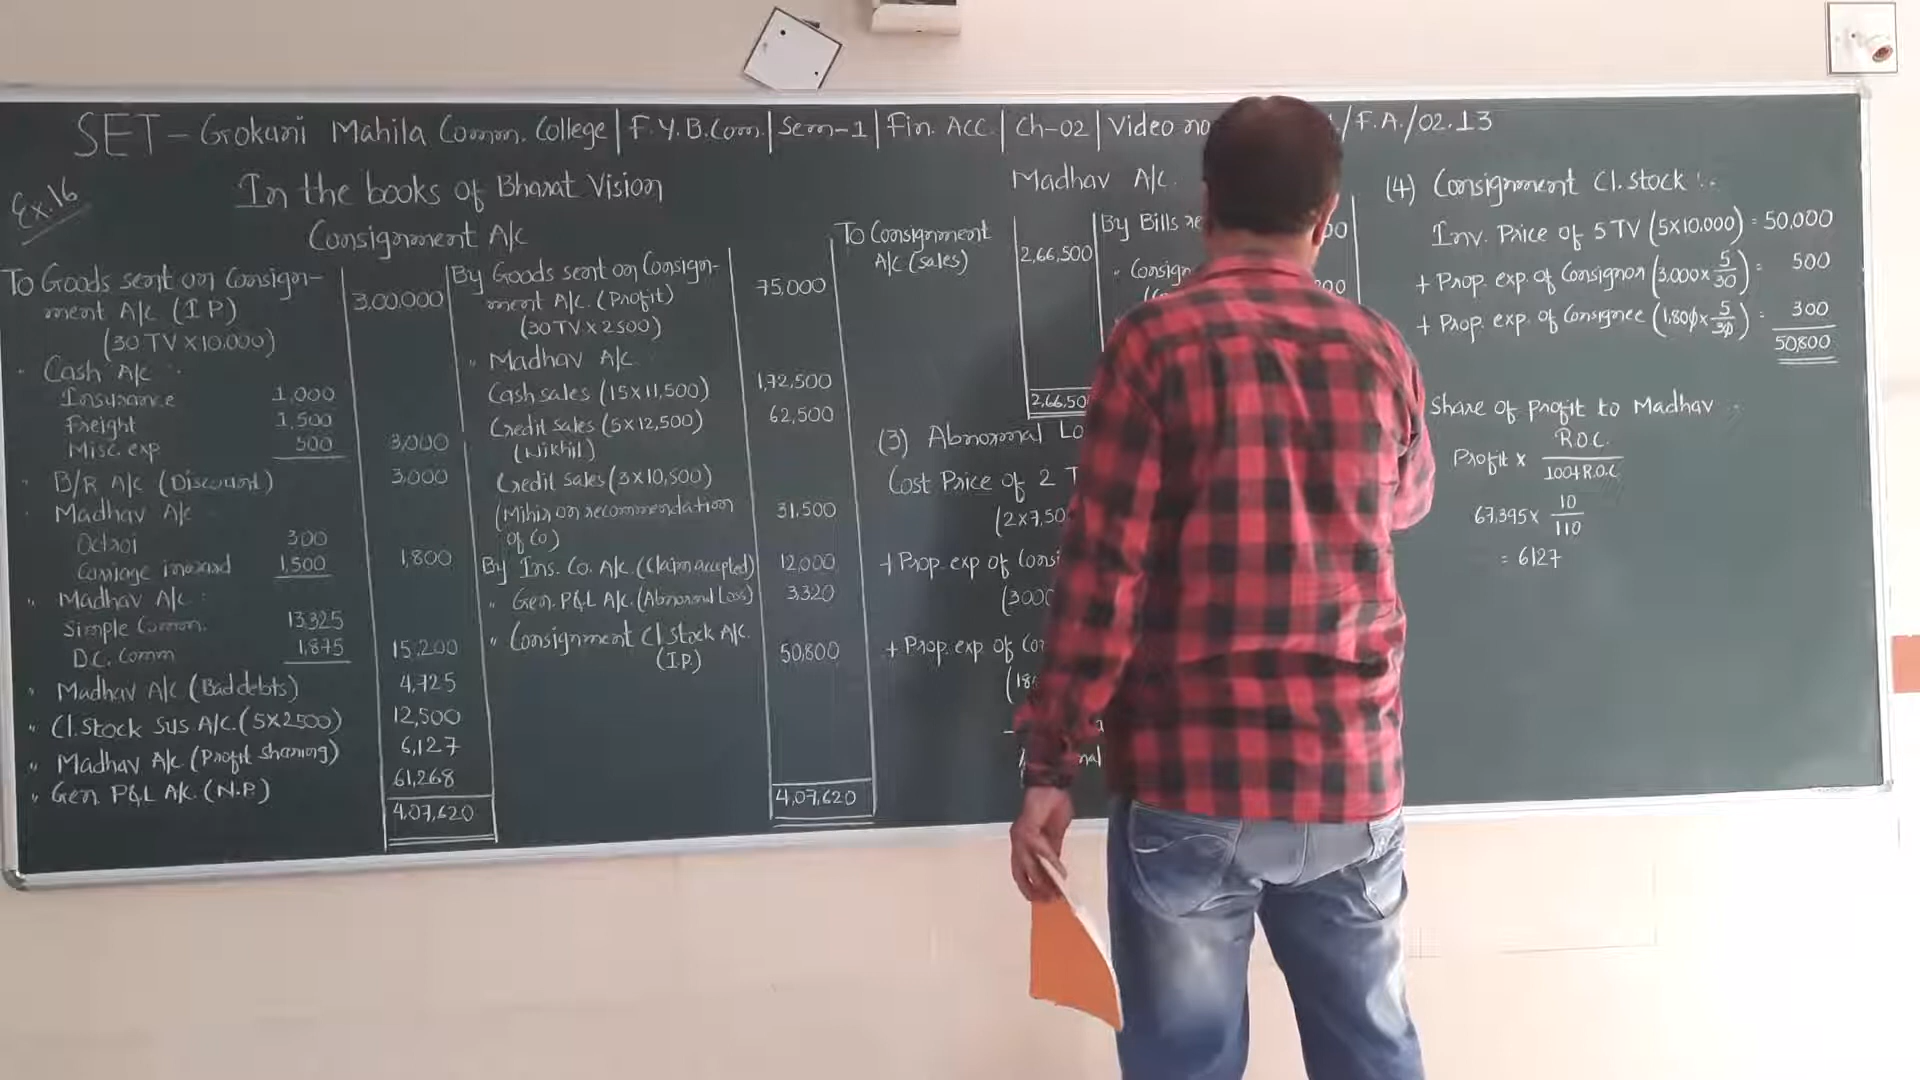 SET - Gokani Mahila Comm. College | F.Y.B.Com. | Sem-1 | Fin. ACC. | Ch-02 | Video no /F.A./02.13
Ex.16
In the books of Bharat Vision
Consignment A/c
To Goods sent on Consign-
ment A/c (I.P) 3,00,000
(30 TV x 10,000)
" Cash A/c :
Insurance 1,000
Freight 1,500
Misc. exp 500 3,000
" B/R A/c (Discount) 3,000
" Madhav A/c
Octroi 300
Carriage inward 1,500 1,800
" Madhav A/c :
Simple Comm. 13325
D.C. Comm 1,875 15,200
" Madhav A/c (Bad debts) 4,725
" Cl. Stock Sus A/c. (5x2500) 12,500
" Madhav A/c (Profit sharing) 6,127
" Gen. P&L A/c. (N.P.) 61,268
4,07,620
By Goods sent on Consign-
ment A/c. (Profit) 75,000
(30 TV x 2500)
" Madhav A/c
Cash sales (15x11,500) 1,72,500
Credit sales (5x12,500) 62,500
(Nikhil)
Credit sales (3x10,500)
(Mihir on recommendation 31,500
of Co)
By Ins. Co. A/c. (Claim accepted) 12,000
" Gen. P&L A/c. (Abnormal Loss) 3,320
" Consignment Cl Stock A/c. 50,800
(I.P.)
4,07,620
Madhav A/c.
To Consignment
A/c (sales) 2,66,500
By Bills
" Consign
2,66,50
(3) Abnormal Lo
Cost Price of 2 T
(2x7,50
+ Prop. exp of Consi
(300
+ Prop. exp of Co
(18
(4) Consignment Cl. stock :-
Inv. Price of 5 TV (5x10,000) = 50,000
+ Prop. exp. of Consignor (3,000 x 5/30) = 500
+ Prop. exp. of Consignee (1,800 x 5/30) = 300
50,800
share of Profit to Madhav :-
Profit x R.O.C. / 100+R.O.C
67,395 x 10/110
= 6127